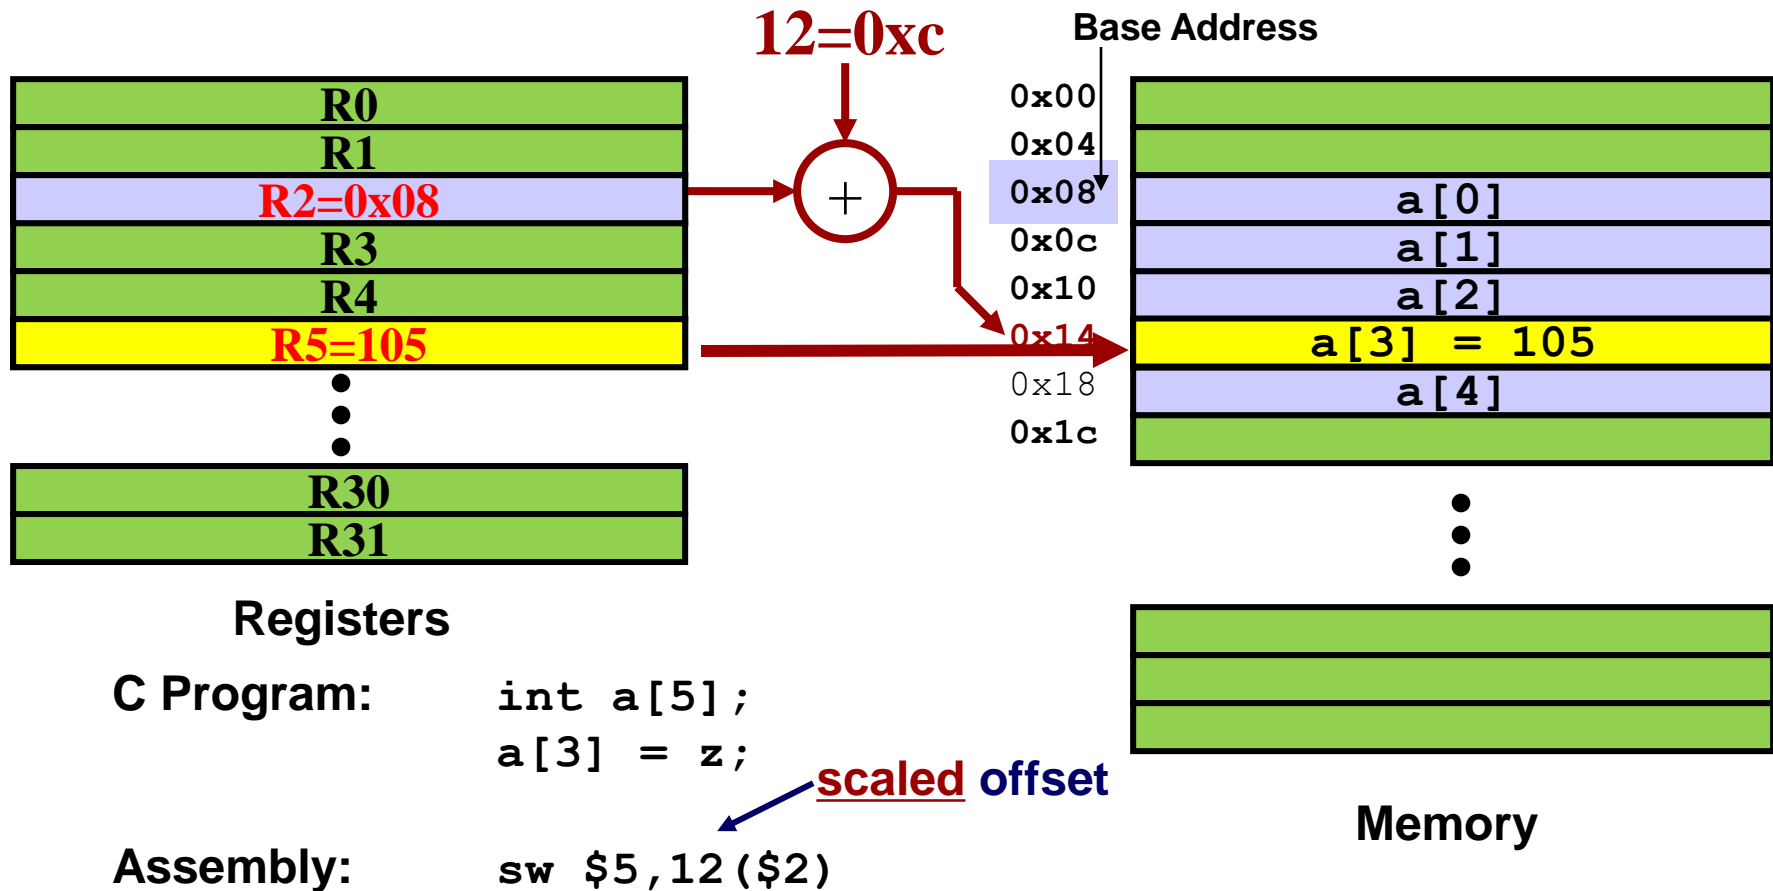 12=0xc
Base Address
R0
R1
R2=0x08
R3
R4
R5=105
R30
R31
Registers
+
0x00
0x04
0x08
0x0c
0x10
0x14
0x18
0x1c
a[0]
a[1]
a[2]
a[3] = 105
a[4]
Memory
C Program: int a[5];
a[3] = z;
scaled offset
Assembly: sw $5,12($2)